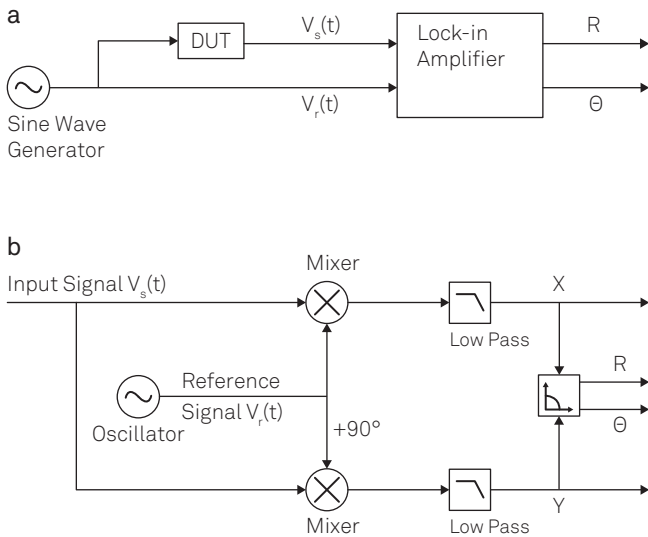 a
DUT
V_s(t)
Lock-in
Amplifier
R
V_r(t)
Θ
Sine Wave
Generator
b
Input Signal V_s(t)
Mixer
X
Low Pass
R
Reference
Signal V_r(t)
Oscillator
+90°
Θ
Mixer
Low Pass
Y